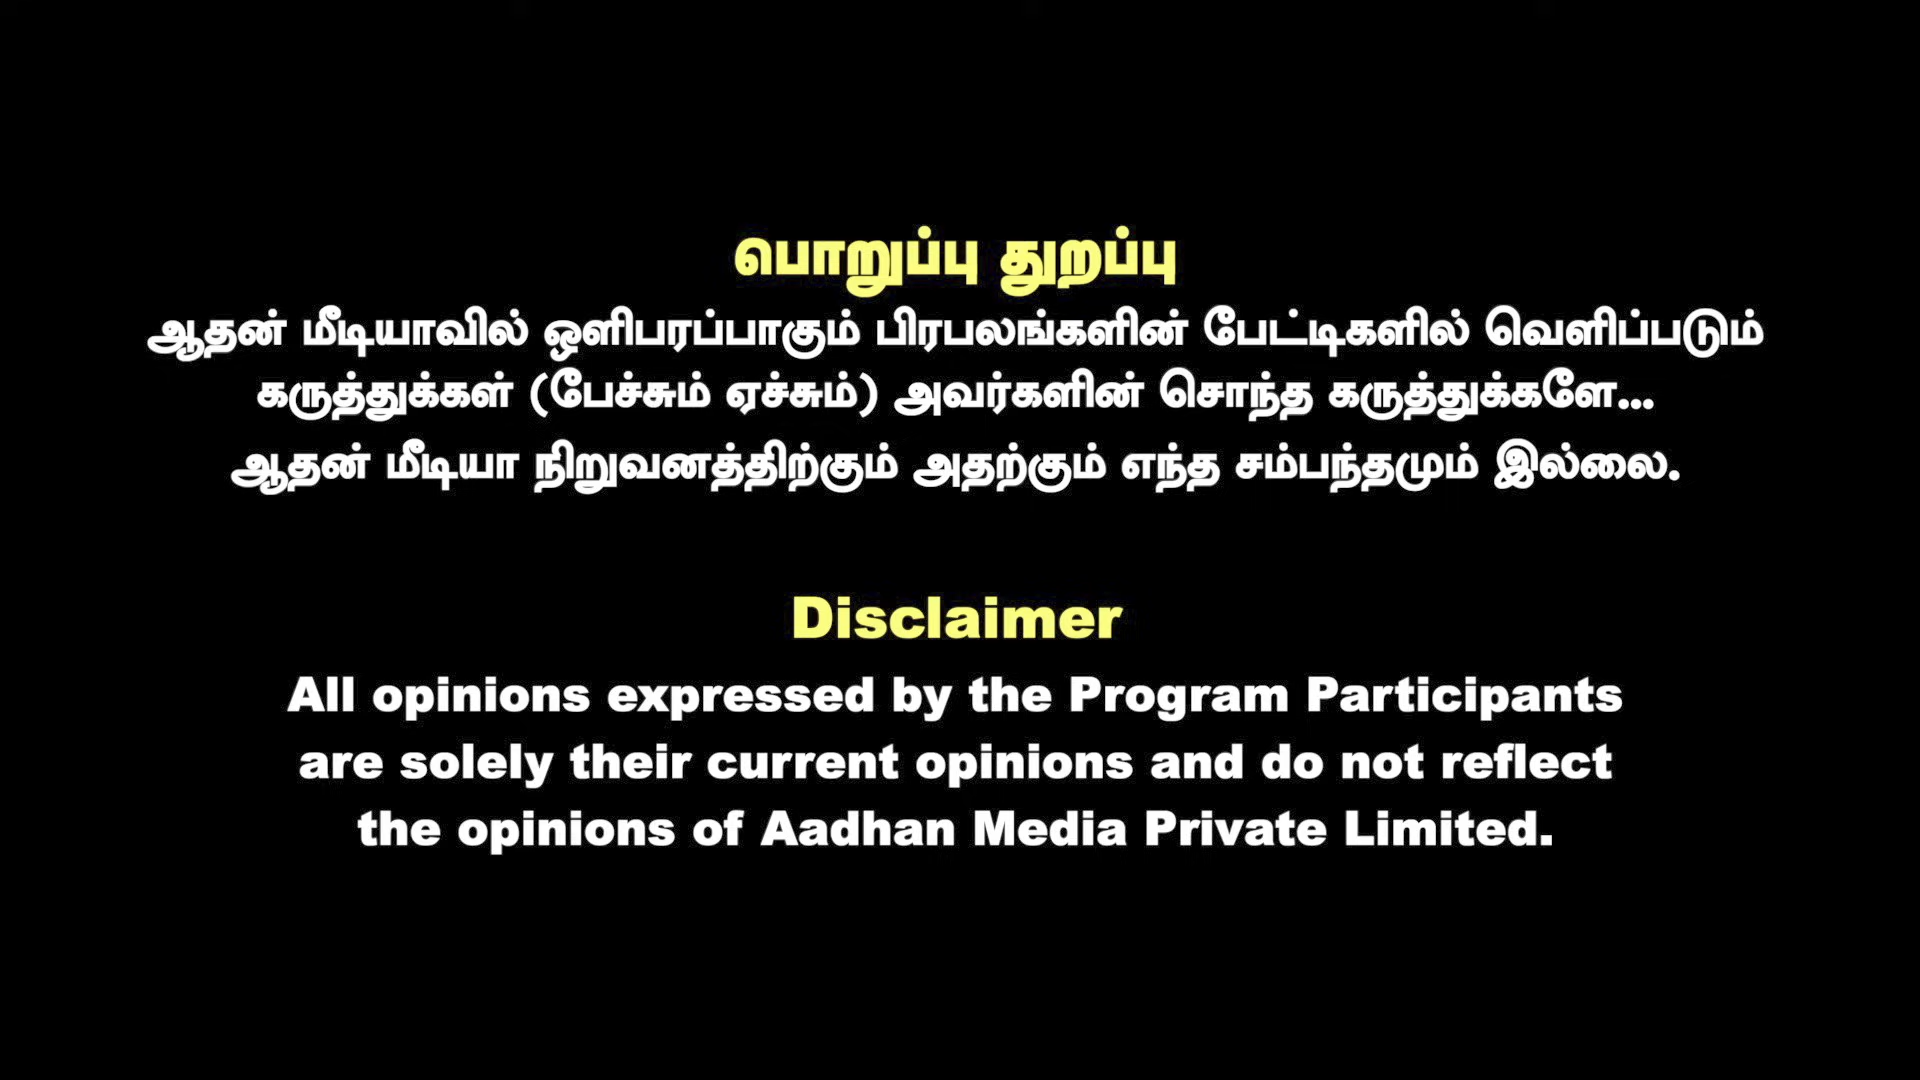 பொறுப்பு துறப்பு
ஆதன் மீடியாவில் ஒளிபரப்பாகும் பிரபலங்களின் பேட்டிகளில் வெளிப்படும்
கருத்துக்கள் (பேச்சும் ஏச்சும்) அவர்களின் சொந்த கருத்துக்களே...
ஆதன் மீடியா நிறுவனத்திற்கும் அதற்கும் எந்த சம்பந்தமும் இல்லை.
Disclaimer
All opinions expressed by the Program Participants
are solely their current opinions and do not reflect
the opinions of Aadhan Media Private Limited.